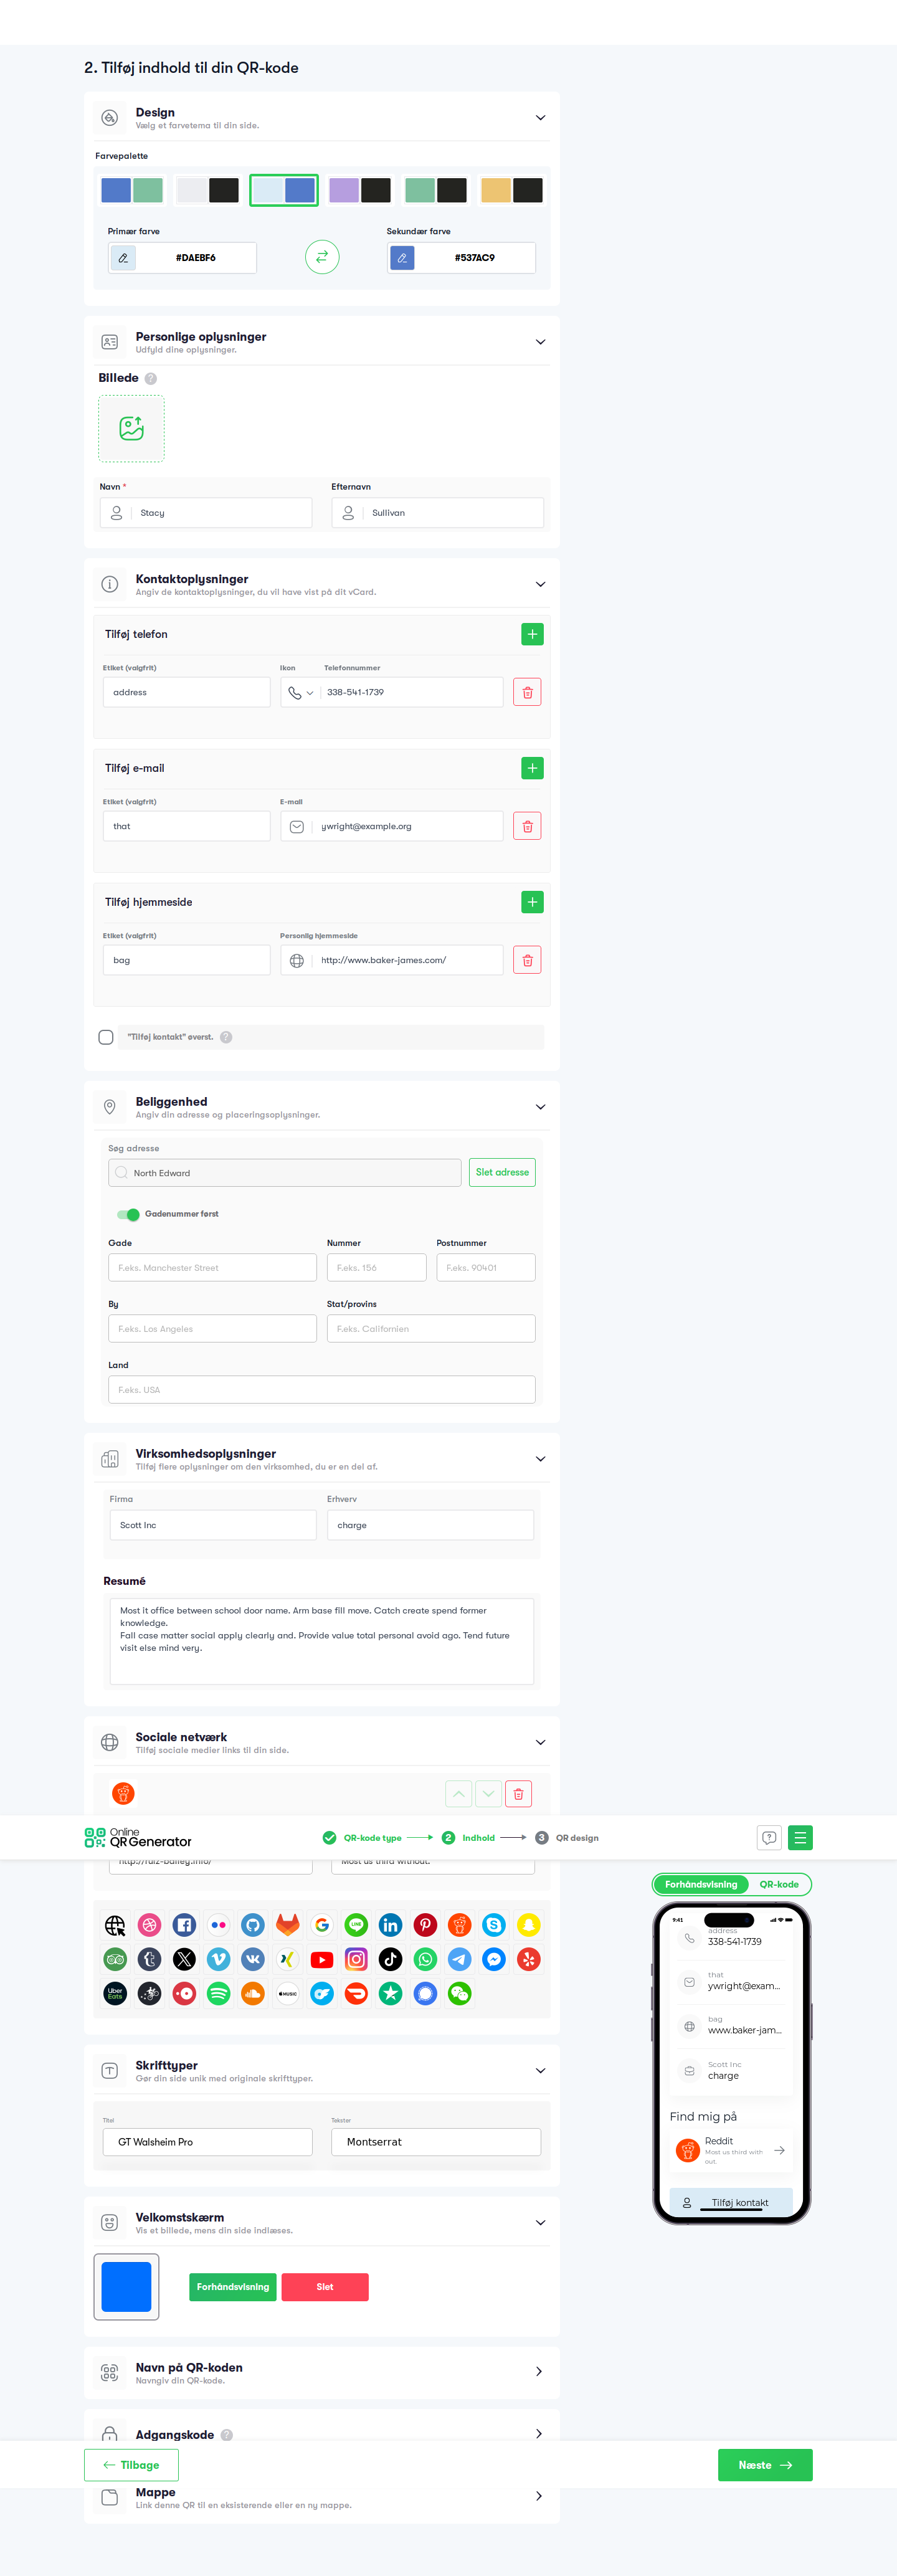 2. Tilføj indhold til din QR-kode
Design
Vælg et farvetema til din side.
Farvepalette
Primær farve
Sekundær farve
#DAEBF6
#537AC9
Personlige oplysninger
Udfyld dine oplysninger.
Billede ?
Navn *
Efternavn
Stacy
Sullivan
Kontaktoplysninger
Angiv de kontaktoplysninger, du vil have vist på dit vCard.
Tilføj telefon
Etiket (valgfrit)
Ikon
Telefonnummer
address
338-541-1739
Tilføj e-mail
Etiket (valgfrit)
E-mail
that
ywright@example.org
Tilføj hjemmeside
Etiket (valgfrit)
Personlig hjemmeside
bag
http://www.baker-james.com/
"Tilføj kontakt" øverst. ?
Beliggenhed
Angiv din adresse og placeringsoplysninger.
Søg adresse
North Edward
Slet adresse
Gadenummer først
Gade
Nummer
Postnummer
F.eks. Manchester Street
F.eks. 156
F.eks. 90401
By
Stat/provins
F.eks. Los Angeles
F.eks. Californien
Land
F.eks. USA
Virksomhedsoplysninger
Tilføj flere oplysninger om den virksomhed, du er en del af.
Firma
Erhverv
Scott Inc
charge
Resumé
Most it office between school door name. Arm base fill move. Catch create spend former
knowledge.
Fall case matter social apply clearly and. Provide value total personal avoid ago. Tend future
visit else mind very.
Sociale netværk
Tilføj sociale medier links til din side.
Online
QR Generator
QR-kode type
2 Indhold
3 QR design
http://ruiz-bailey.info/
Most us third without.
Forhåndsvisning
QR-kode
9:41
address
338-541-1739
that
ywright@exam...
bag
www.baker-jam...
Scott Inc
charge
Find mig på
Reddit
Most us third with
out.
Tilføj kontakt
LINE
Uber
Eats
MUSIC
Skrifttyper
Gør din side unik med originale skrifttyper.
Titel
Tekster
GT Walsheim Pro
Montserrat
Velkomstskærm
Vis et billede, mens din side indlæses.
Forhåndsvisning
Slet
Navn på QR-koden
Navngiv din QR-kode.
Adgangskode ?
Tilbage
Næste
Mappe
Link denne QR til en eksisterende eller en ny mappe.